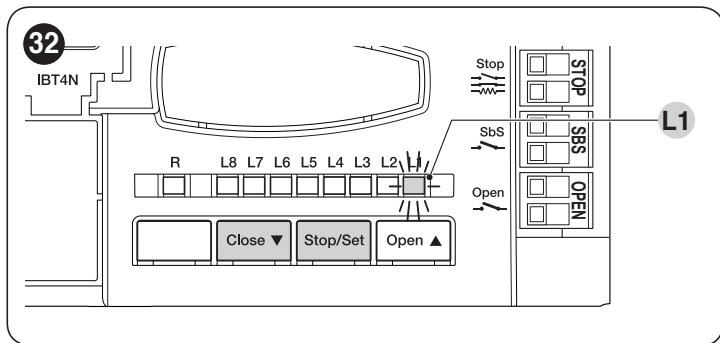 32
IBT4N
Stop
STOP
L1
SbS
SBS
R L8 L7 L6 L5 L4 L3 L2 L1
Open
OPEN
Close ▼ Stop/Set Open ▲